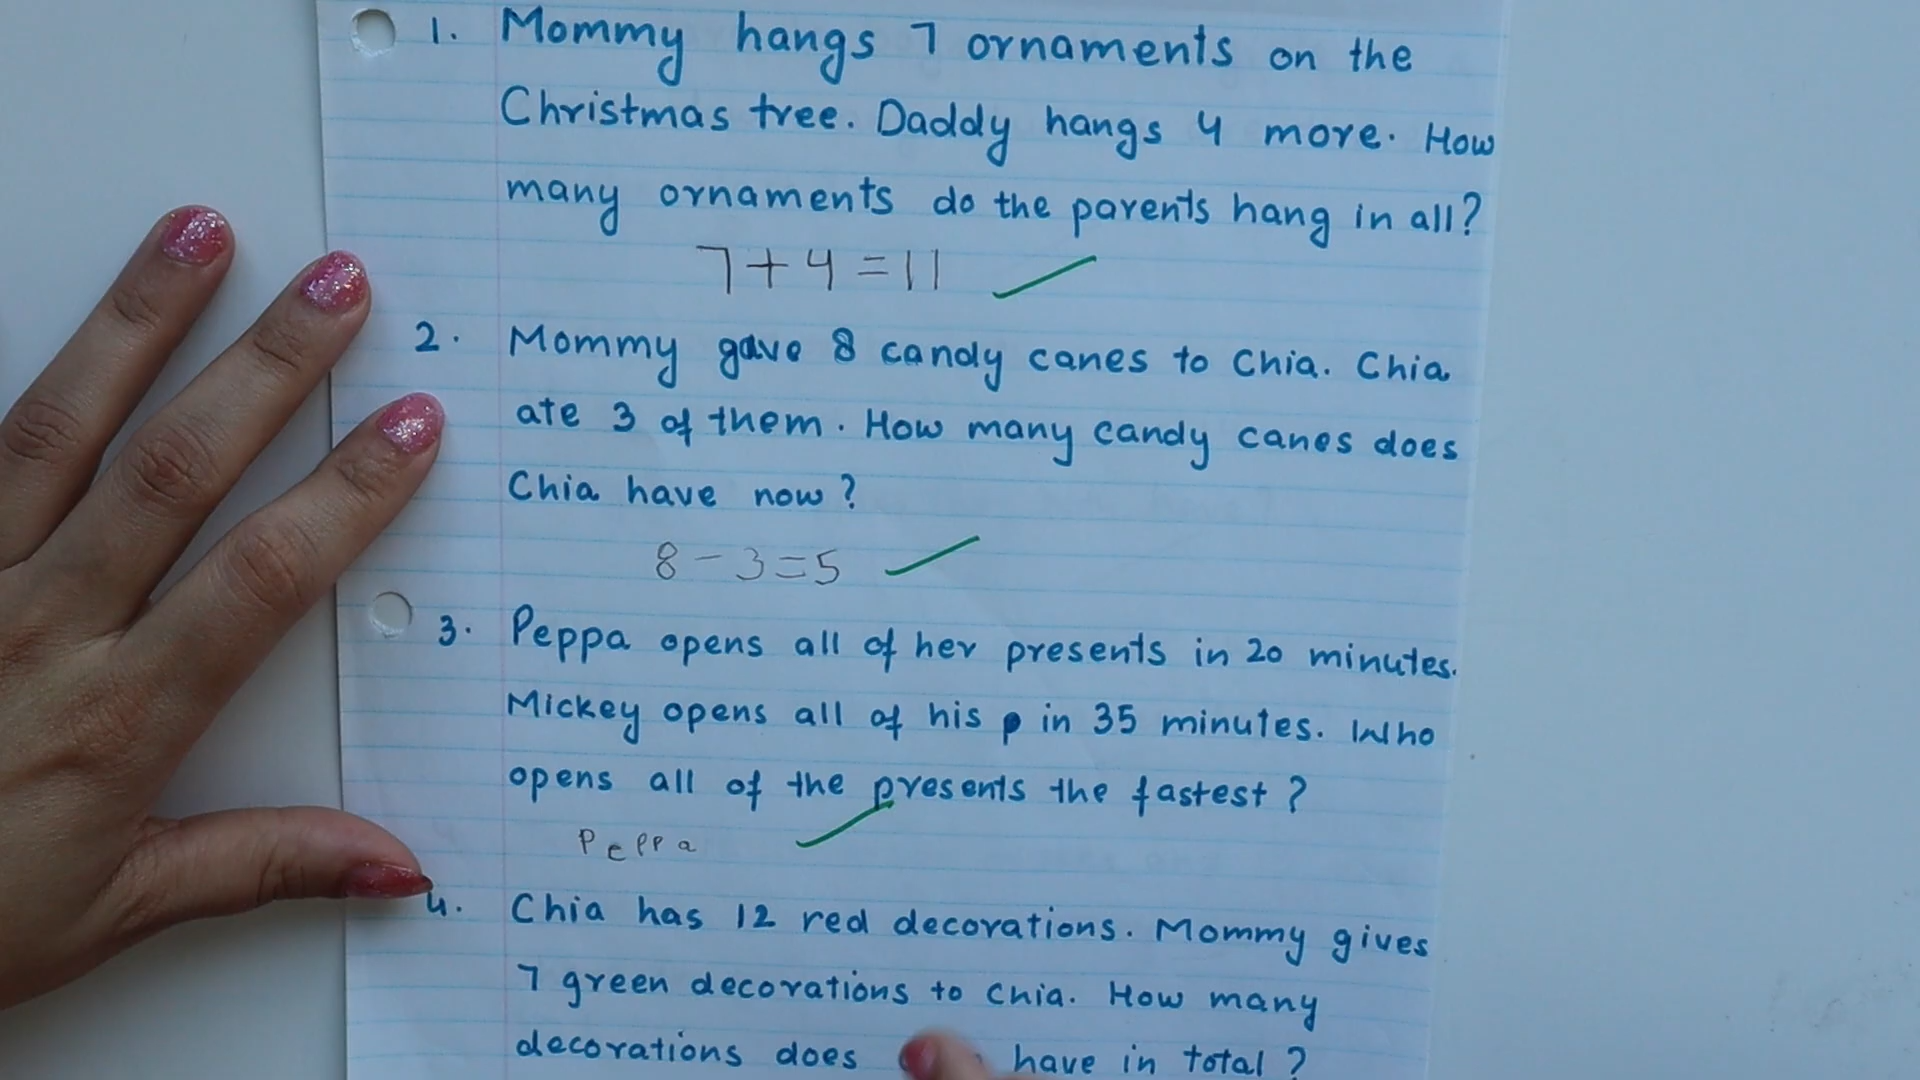 1. Mommy hangs 7 ornaments on the
Christmas tree. Daddy hangs 4 more. How
many ornaments do the parents hang in all?
7+4=11
2. Mommy gave 8 candy canes to Chia. Chia
ate 3 of them. How many candy canes does
Chia have now?
8-3=5
3. Peppa opens all of her presents in 20 minutes.
Mickey opens all of his p in 35 minutes. Who
opens all of the presents the fastest?
Peppa
4. Chia has 12 red decorations. Mommy gives
7 green decorations to Chia. How many
decorations does have in total?